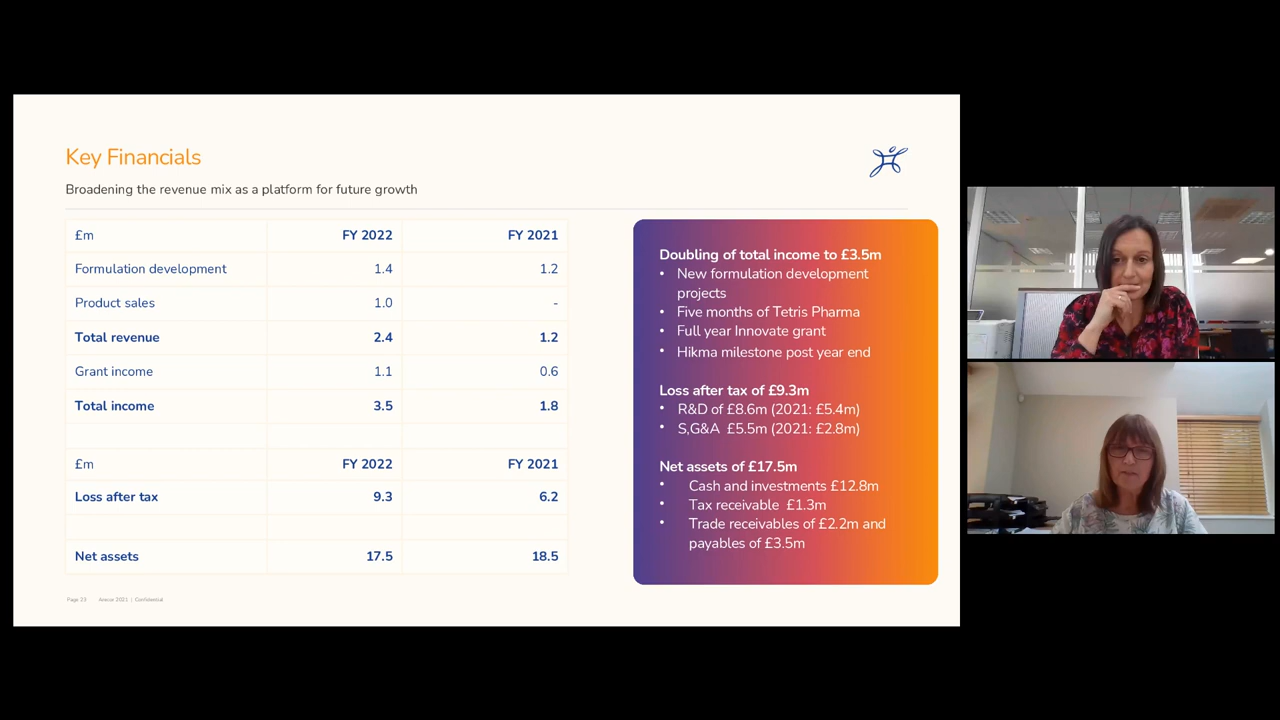 Key Financials
Broadening the revenue mix as a platform for future growth
£m FY 2022 FY 2021
Formulation development 1.4 1.2
Product sales 1.0 -
Total revenue 2.4 1.2
Grant income 1.1 0.6
Total income 3.5 1.8
£m FY 2022 FY 2021
Loss after tax 9.3 6.2
Net assets 17.5 18.5
Doubling of total income to £3.5m
• New formulation development
projects
• Five months of Tetris Pharma
• Full year Innovate grant
• Hikma milestone post year end
Loss after tax of £9.3m
• R&D of £8.6m (2021: £5.4m)
• S,G&A £5.5m (2021: £2.8m)
Net assets of £17.5m
• Cash and investments £12.8m
• Tax receivable £1.3m
• Trade receivables of £2.2m and
payables of £3.5m
Page 23 Arecor 2021 | Confidential